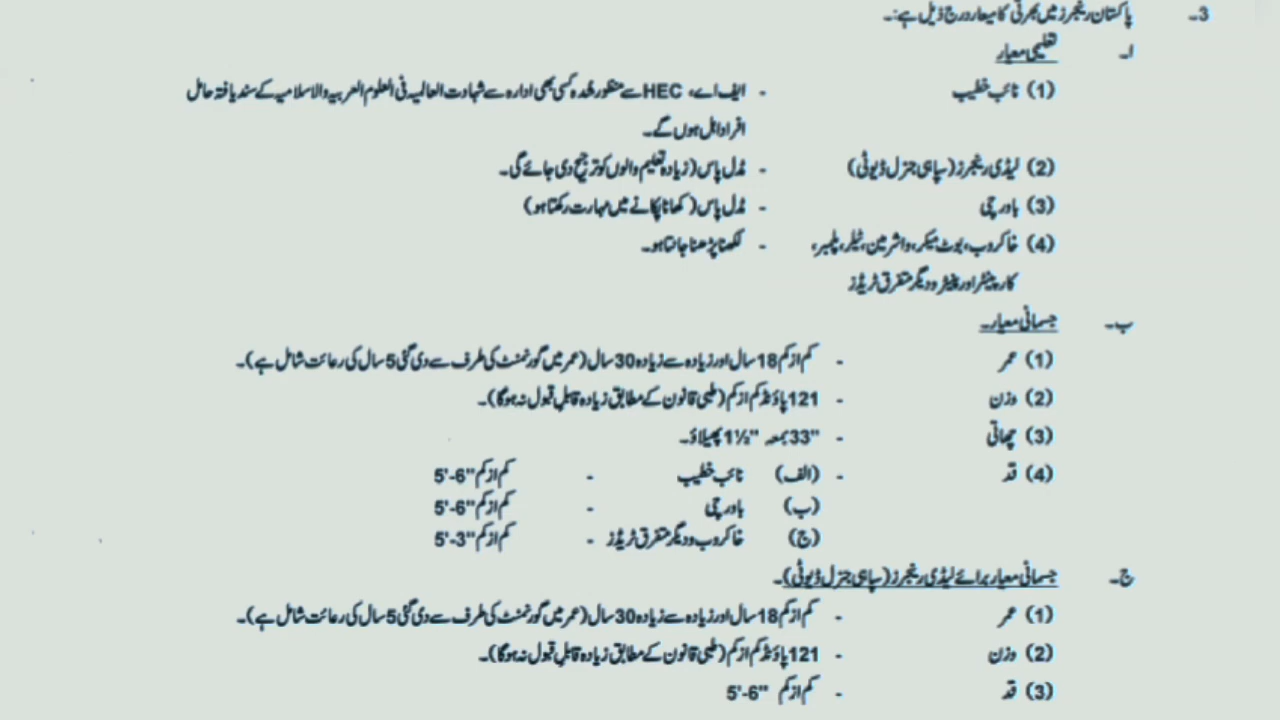 3۔ پاکستان رینجرز میں بھرتی کا معیار درج ذیل ہے:۔
ا۔ تعلیمی معیار
(1) نائب خطیب - ایف اے، HEC سے منظور شدہ کسی بھی ادارہ سے شہادت العالیہ فی العلوم العربیہ والاسلامیہ کے سند یافتہ حامل
افراد اہل ہوں گے۔
(2) لیڈی رینجرز (سپاہی جنرل ڈیوٹی) - مڈل پاس (زیادہ تعلیم والوں کو ترجیح دی جائے گی۔
(3) باورچی - مڈل پاس (کھانا پکانے میں مہارت رکھتا ہو)
(4) خاکروب، بوٹ میکر، واشر مین، ٹیلر، پلمبر، - لکھنا پڑھنا جانتا ہو۔
کارپینٹر اور پینٹر و دیگر متفرق ٹریڈز
ب۔ جسمانی معیار۔
(1) عمر - کم از کم 18 سال اور زیادہ سے زیادہ 30 سال (عمر میں گورنمنٹ کی طرف سے دی گئی 5 سال کی رعائت شامل ہے)۔
(2) وزن - 121 پاؤنڈ کم از کم (طبی قانون کے مطابق زیادہ قابلِ قبول نہ ہوگا)۔
(3) چھاتی - 33" بمعہ 1½" پھیلاؤ۔
(4) قد - (الف) نائب خطیب - کم از کم 5'-6"
(ب) باورچی - کم از کم 5'-6"
(ج) خاکروب و دیگر متفرق ٹریڈز - کم از کم 5'-3"
ج۔ جسمانی معیار برائے لیڈی رینجرز (سپاہی جنرل ڈیوٹی)۔
(1) عمر - کم از کم 18 سال اور زیادہ سے زیادہ 30 سال (عمر میں گورنمنٹ کی طرف سے دی گئی 5 سال کی رعائت شامل ہے)۔
(2) وزن - 121 پاؤنڈ کم از کم (طبی قانون کے مطابق زیادہ قابلِ قبول نہ ہوگا)۔
(3) قد - کم از کم 5'-6"